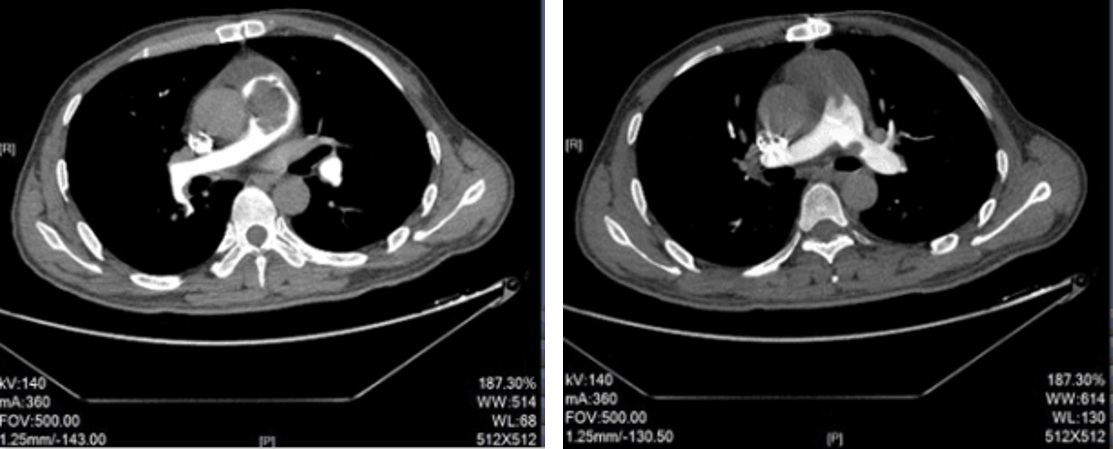 [R]
kV:140
mA:360
FOV:500.00
1.25mm/-143.00
[P]
187.30%
WW:514
WL:68
512X512
[R]
kV:140
mA:360
FOV:500.00
1.25mm/-130.50
[P]
187.30%
WW:614
WL:130
512X512